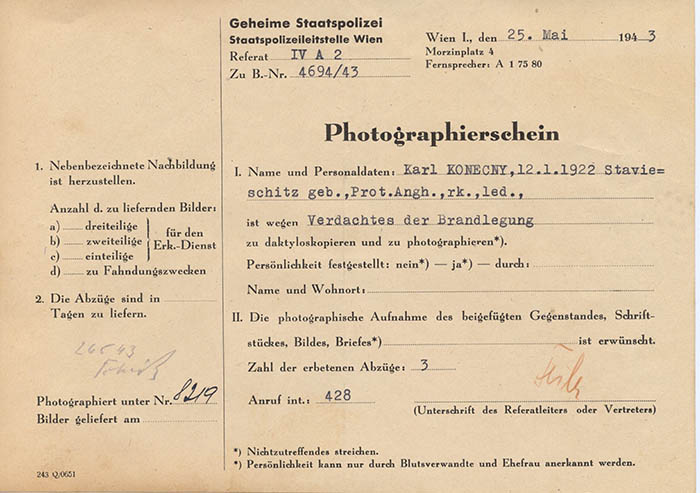 Geheime Staatspolizei
Staatspolizeileitstelle Wien
Referat IV A 2
Zu B.-Nr. 4694/43
Wien I., den 25. Mai 1943
Morzinplatz 4
Fernsprecher: A 1 75 80
Photographierschein
1. Nebenbezeichnete Nachbildung
ist herzustellen.
Anzahl d. zu liefernden Bilder:
a) dreiteilige
b) zweiteilige
c) einteilige
für den
Erk.-Dienst
d) zu Fahndungszwecken
2. Die Abzüge sind in
Tagen zu liefern.
Photographiert unter Nr. 8219
Bilder geliefert am
243 Q/0651
I. Name und Personaldaten: Karl KONECNY, 12.1.1922 Stavie=
schitz geb.,Prot.Angh.,rk.,led.,
ist wegen Verdachtes der Brandlegung
zu daktyloskopieren und zu photographieren*).
Persönlichkeit festgestellt: nein*) — ja*) — durch:
Name und Wohnort:
II. Die photographische Aufnahme des beigefügten Gegenstandes, Schrift-
stückes, Bildes, Briefes*) ist erwünscht.
Zahl der erbetenen Abzüge: 3
Anruf int.: 428
(Unterschrift des Referatleiters oder Vertreters)
*) Nichtzutreffendes streichen.
*) Persönlichkeit kann nur durch Blutsverwandte und Ehefrau anerkannt werden.